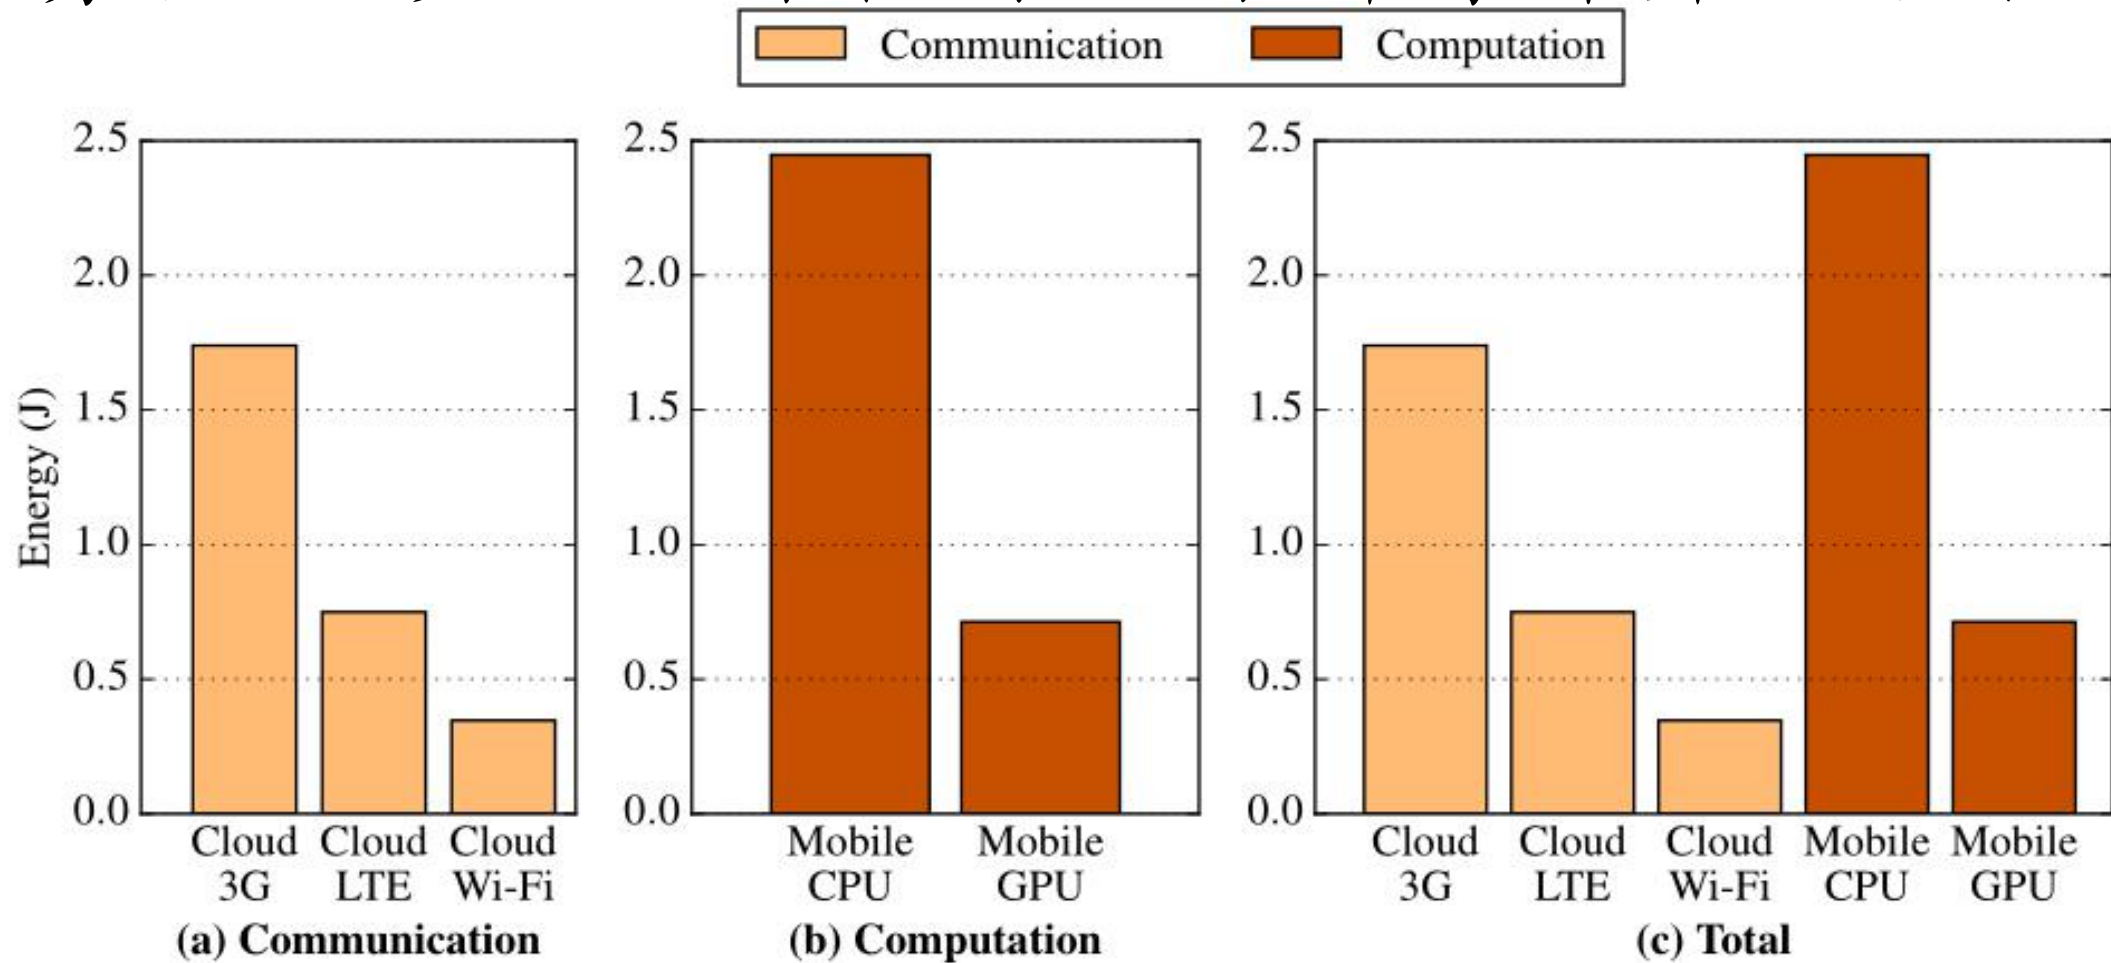 Communication Computation
Energy (J)
2.5
2.0
1.5
1.0
0.5
0.0
Cloud Cloud Cloud
3G LTE Wi-Fi
(a) Communication
2.5
2.0
1.5
1.0
0.5
0.0
Mobile Mobile
CPU GPU
(b) Computation
2.5
2.0
1.5
1.0
0.5
0.0
Cloud Cloud Cloud Mobile Mobile
3G LTE Wi-Fi CPU GPU
(c) Total